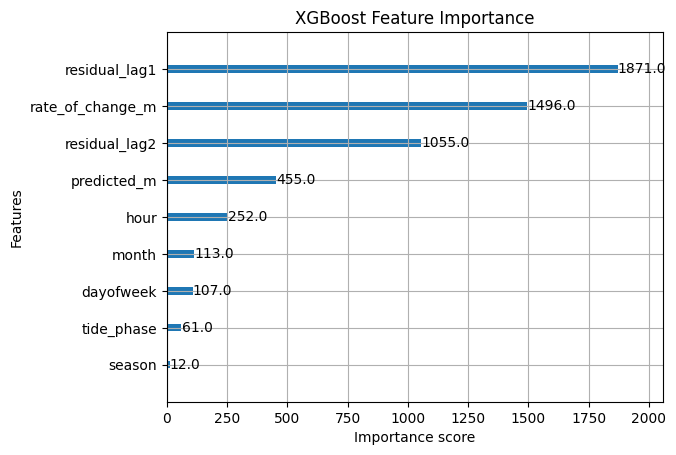 XGBoost Feature Importance
residual_lag1 1871.0
rate_of_change_m 1496.0
residual_lag2 1055.0
predicted_m 455.0
hour 252.0
month 113.0
dayofweek 107.0
tide_phase 61.0
season 12.0
Features
0 250 500 750 1000 1250 1500 1750 2000
Importance score